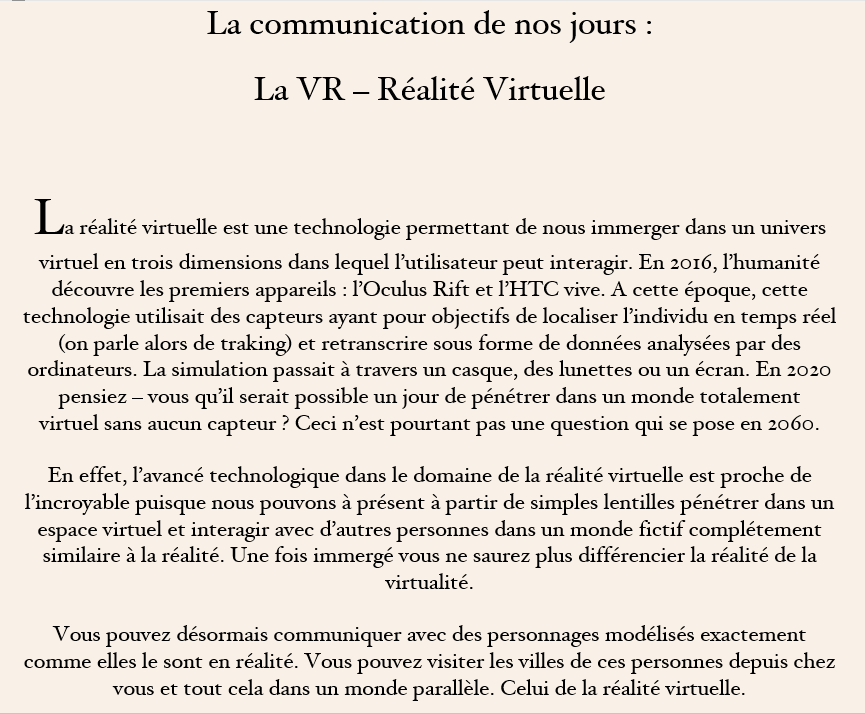 La communication de nos jours :
La VR – Réalité Virtuelle
La réalité virtuelle est une technologie permettant de nous immerger dans un univers
virtuel en trois dimensions dans lequel l'utilisateur peut interagir. En 2016, l'humanité
découvre les premiers appareils : l'Oculus Rift et l'HTC vive. A cette époque, cette
technologie utilisait des capteurs ayant pour objectifs de localiser l'individu en temps réel
(on parle alors de traking) et retranscrire sous forme de données analysées par des
ordinateurs. La simulation passait à travers un casque, des lunettes ou un écran. En 2020
pensiez – vous qu'il serait possible un jour de pénétrer dans un monde totalement
virtuel sans aucun capteur ? Ceci n'est pourtant pas une question qui se pose en 2060.
En effet, l'avancé technologique dans le domaine de la réalité virtuelle est proche de
l'incroyable puisque nous pouvons à présent à partir de simples lentilles pénétrer dans un
espace virtuel et interagir avec d'autres personnes dans un monde fictif complétement
similaire à la réalité. Une fois immergé vous ne saurez plus différencier la réalité de la
virtualité.
Vous pouvez désormais communiquer avec des personnages modélisés exactement
comme elles le sont en réalité. Vous pouvez visiter les villes de ces personnes depuis chez
vous et tout cela dans un monde parallèle. Celui de la réalité virtuelle.